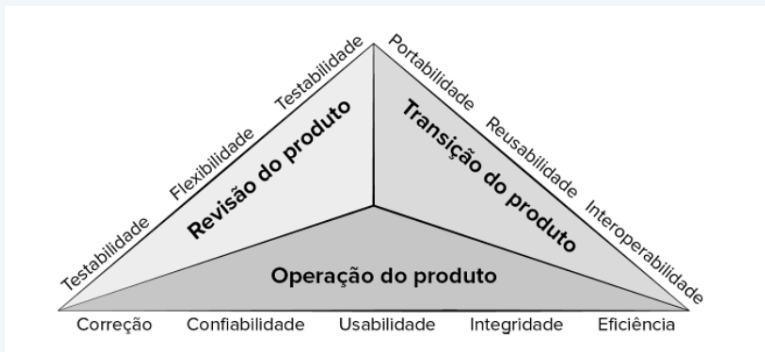 Testabilidade
Flexibilidade
Testabilidade
Revisão do produto
Portabilidade
Reusabilidade
Interoperabilidade
Transição do produto
Operação do produto
Correção Confiabilidade Usabilidade Integridade Eficiência